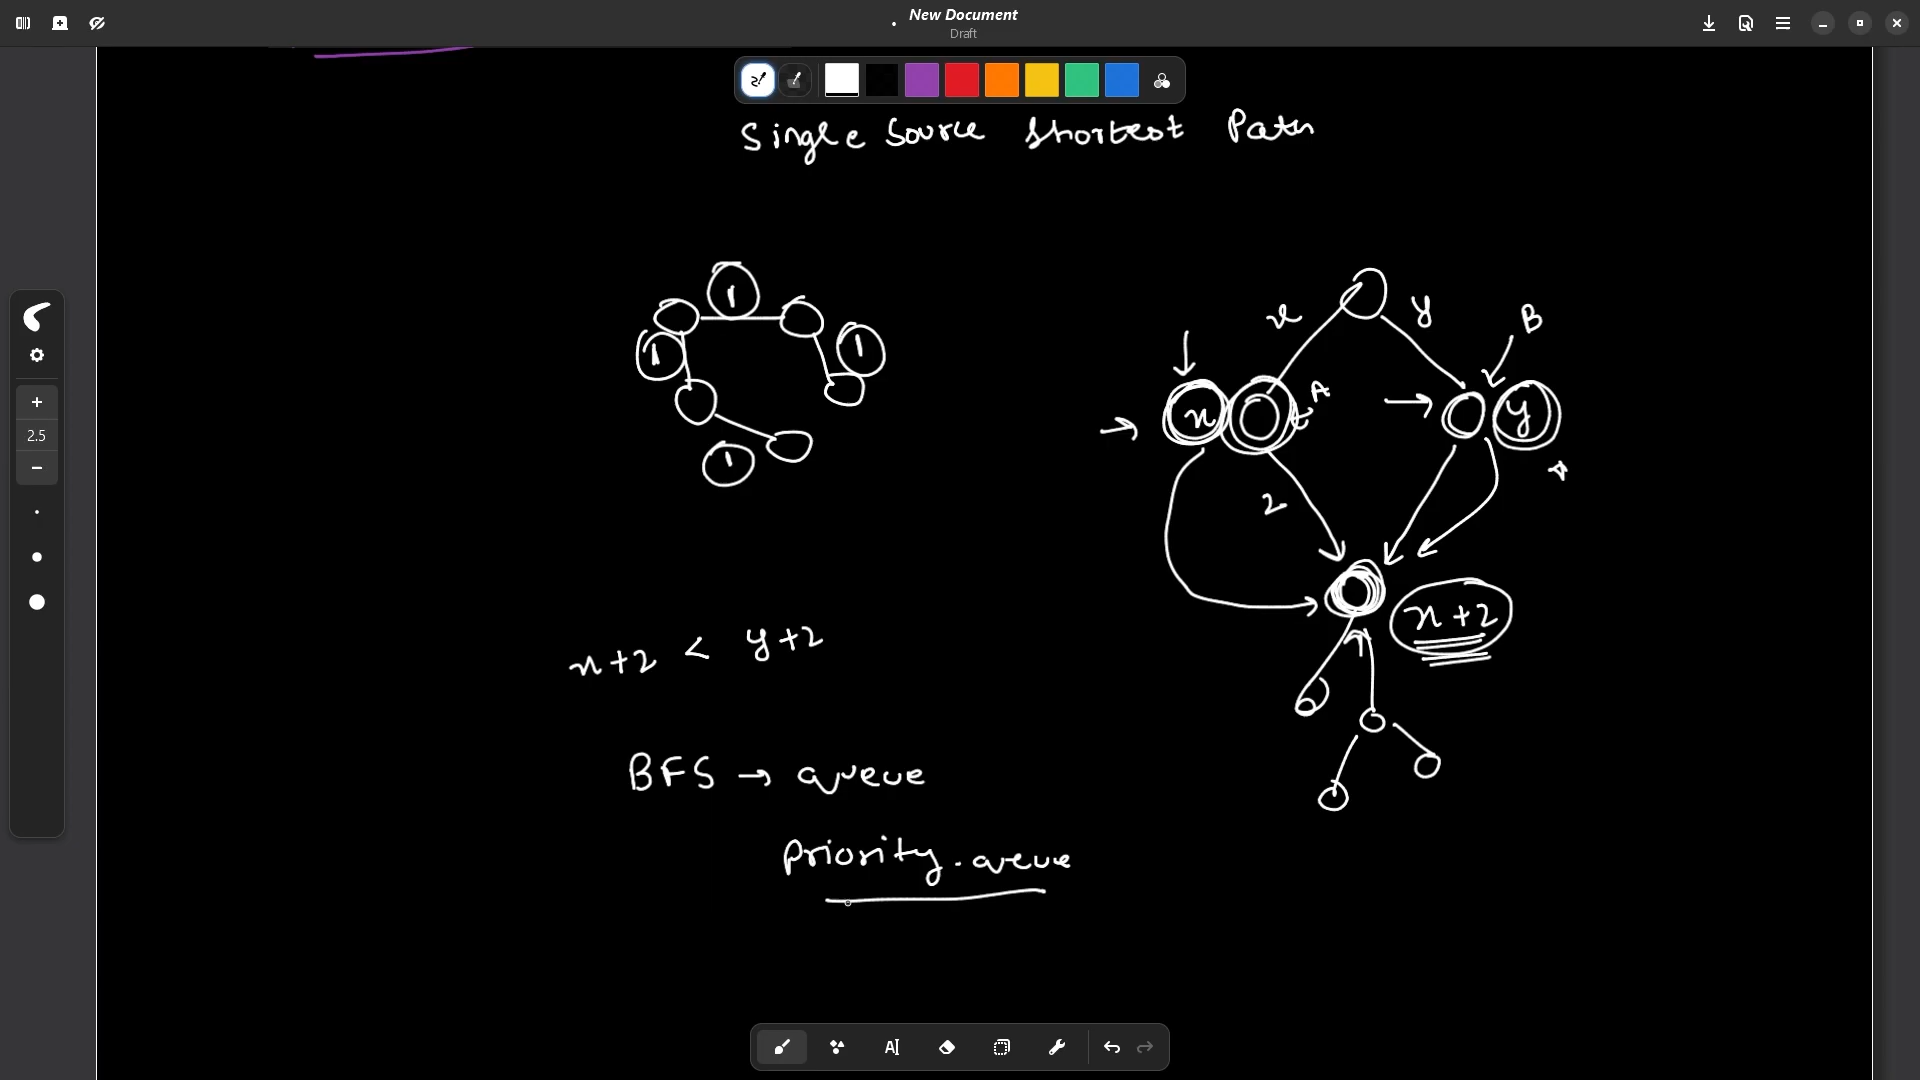 New Document
Draft
Single Source Shortest Path
1
1
1
1
x
y
B
A
x
y
2
x+2
x+2 < y+2
BFS → queue
Priority-queue
2.5